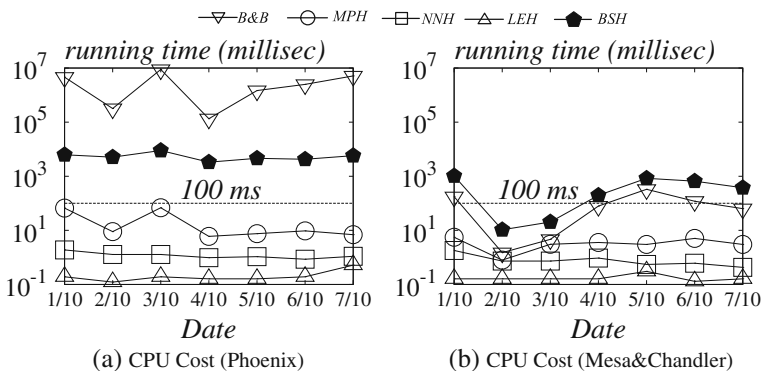 B&B MPH NNH LEH BSH
running time (millisec) running time (millisec)
10^7 10^7
10^5 10^5
10^3 10^3
100 ms 100 ms
10^1 10^1
10^-1 10^-1
1/10 2/10 3/10 4/10 5/10 6/10 7/10 1/10 2/10 3/10 4/10 5/10 6/10 7/10
Date Date
(a) CPU Cost (Phoenix) (b) CPU Cost (Mesa&Chandler)